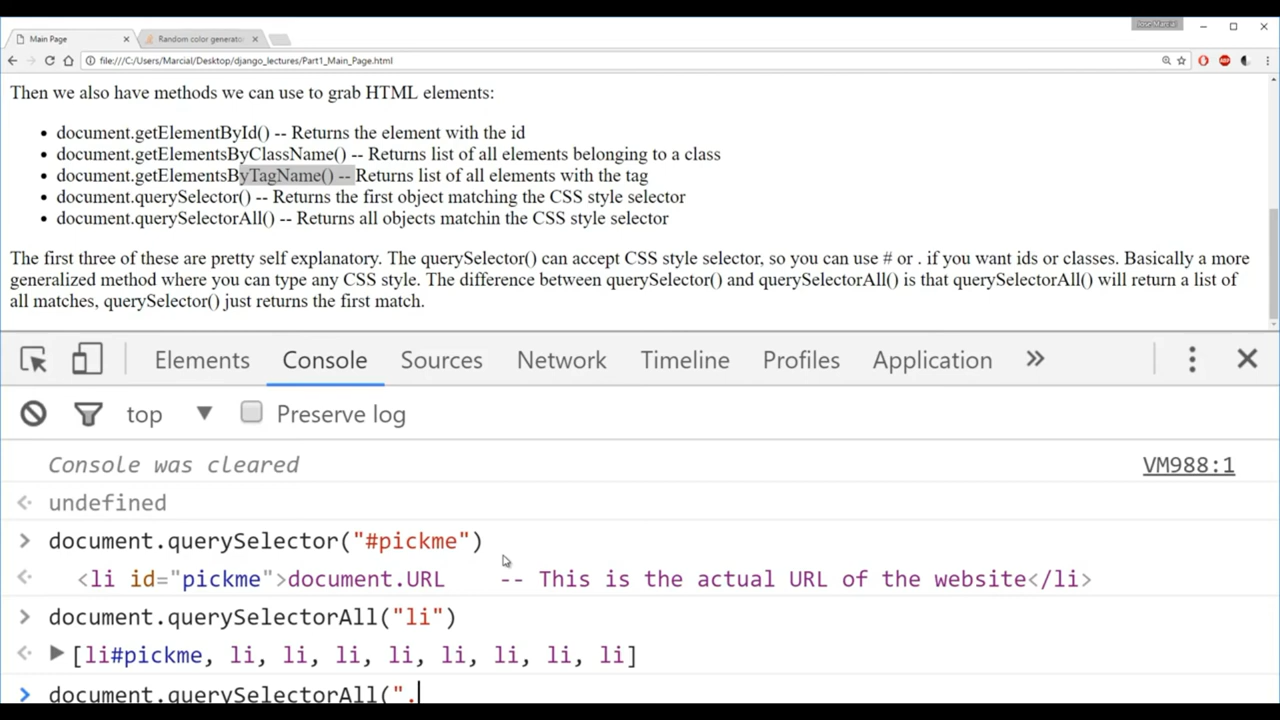 Jose Marcial
Main Page
Random color generator
file:///C:/Users/Marcial/Desktop/django_lectures/Part1_Main_Page.html
Then we also have methods we can use to grab HTML elements:
• document.getElementById() -- Returns the element with the id
• document.getElementsByClassName() -- Returns list of all elements belonging to a class
• document.getElementsByTagName() -- Returns list of all elements with the tag
• document.querySelector() -- Returns the first object matching the CSS style selector
• document.querySelectorAll() -- Returns all objects matchin the CSS style selector
The first three of these are pretty self explanatory. The querySelector() can accept CSS style selector, so you can use # or . if you want ids or classes. Basically a more
generalized method where you can type any CSS style. The difference between querySelector() and querySelectorAll() is that querySelectorAll() will return a list of
all matches, querySelector() just returns the first match.
Elements Console Sources Network Timeline Profiles Application »
top Preserve log
Console was cleared VM988:1
undefined
document.querySelector("#pickme")
<li id="pickme">document.URL -- This is the actual URL of the website</li>
document.querySelectorAll("li")
[li#pickme, li, li, li, li, li, li, li, li]
document.querySelectorAll(".